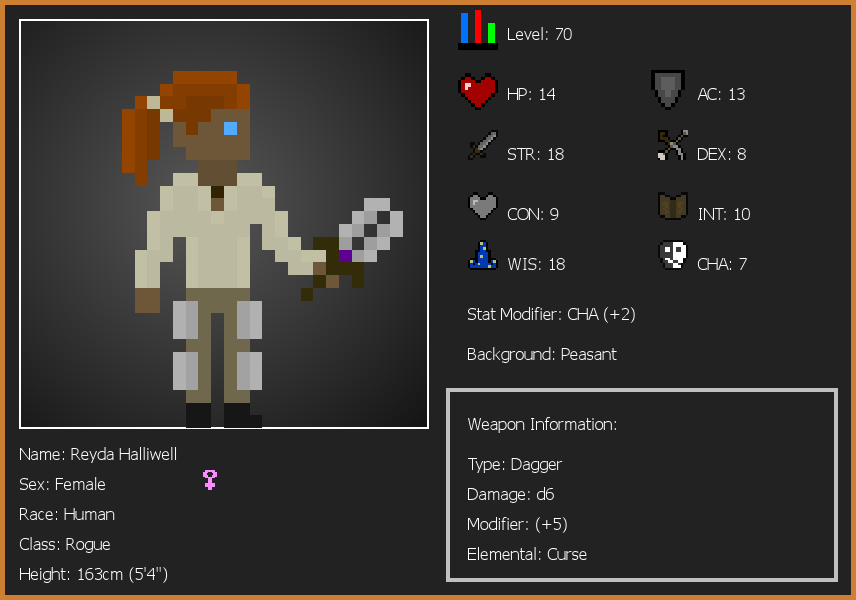 Level: 70
HP: 14
AC: 13
STR: 18
DEX: 8
CON: 9
INT: 10
WIS: 18
CHA: 7
Stat Modifier: CHA (+2)
Background: Peasant
Weapon Information:
Type: Dagger
Damage: d6
Modifier: (+5)
Elemental: Curse
Name: Reyda Halliwell
Sex: Female
Race: Human
Class: Rogue
Height: 163cm (5'4")